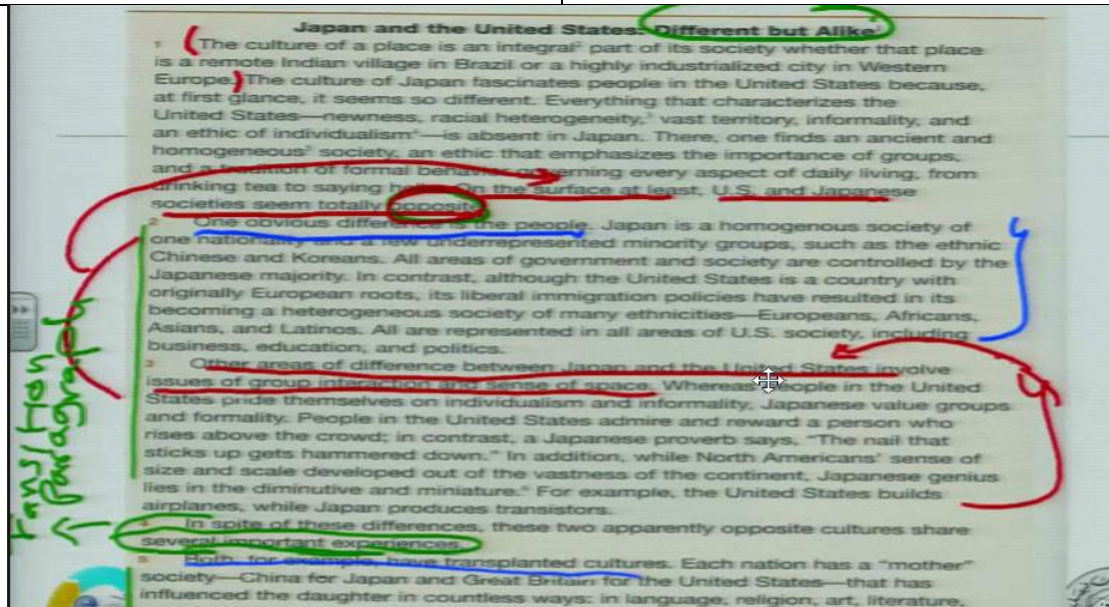 Japan and the United States: Different but Alike
1 (The culture of a place is an integral² part of its society whether that place
is a remote Indian village in Brazil or a highly industrialized city in Western
Europe.) The culture of Japan fascinates people in the United States because,
at first glance, it seems so different. Everything that characterizes the
United States—newness, racial heterogeneity,³ vast territory, informality, and
an ethic of individualism⁴—is absent in Japan. There, one finds an ancient and
homogeneous⁵ society, an ethic that emphasizes the importance of groups,
and a tradition of formal behavior governing every aspect of daily living, from
drinking tea to saying hello. On the surface at least, U.S. and Japanese
societies seem totally opposite.
2 One obvious difference is the people. Japan is a homogenous society of
one nationality and a few underrepresented minority groups, such as the ethnic
Chinese and Koreans. All areas of government and society are controlled by the
Japanese majority. In contrast, although the United States is a country with
originally European roots, its liberal immigration policies have resulted in its
becoming a heterogeneous society of many ethnicities—Europeans, Africans,
Asians, and Latinos. All are represented in all areas of U.S. society, including
business, education, and politics.
3 Other areas of difference between Japan and the United States involve
issues of group interaction and sense of space. Whereas people in the United
States pride themselves on individualism and informality, Japanese value groups
and formality. People in the United States admire and reward a person who
rises above the crowd; in contrast, a Japanese proverb says, "The nail that
sticks up gets hammered down." In addition, while North Americans' sense of
size and scale developed out of the vastness of the continent, Japanese genius
lies in the diminutive and miniature.⁶ For example, the United States builds
airplanes, while Japan produces transistors.
4 In spite of these differences, these two apparently opposite cultures share
several important experiences.
5 Both, for example, have transplanted cultures. Each nation has a "mother"
society—China for Japan and Great Britain for the United States—that has
influenced the daughter in countless ways: in language, religion, art, literature,
transition
paragraph